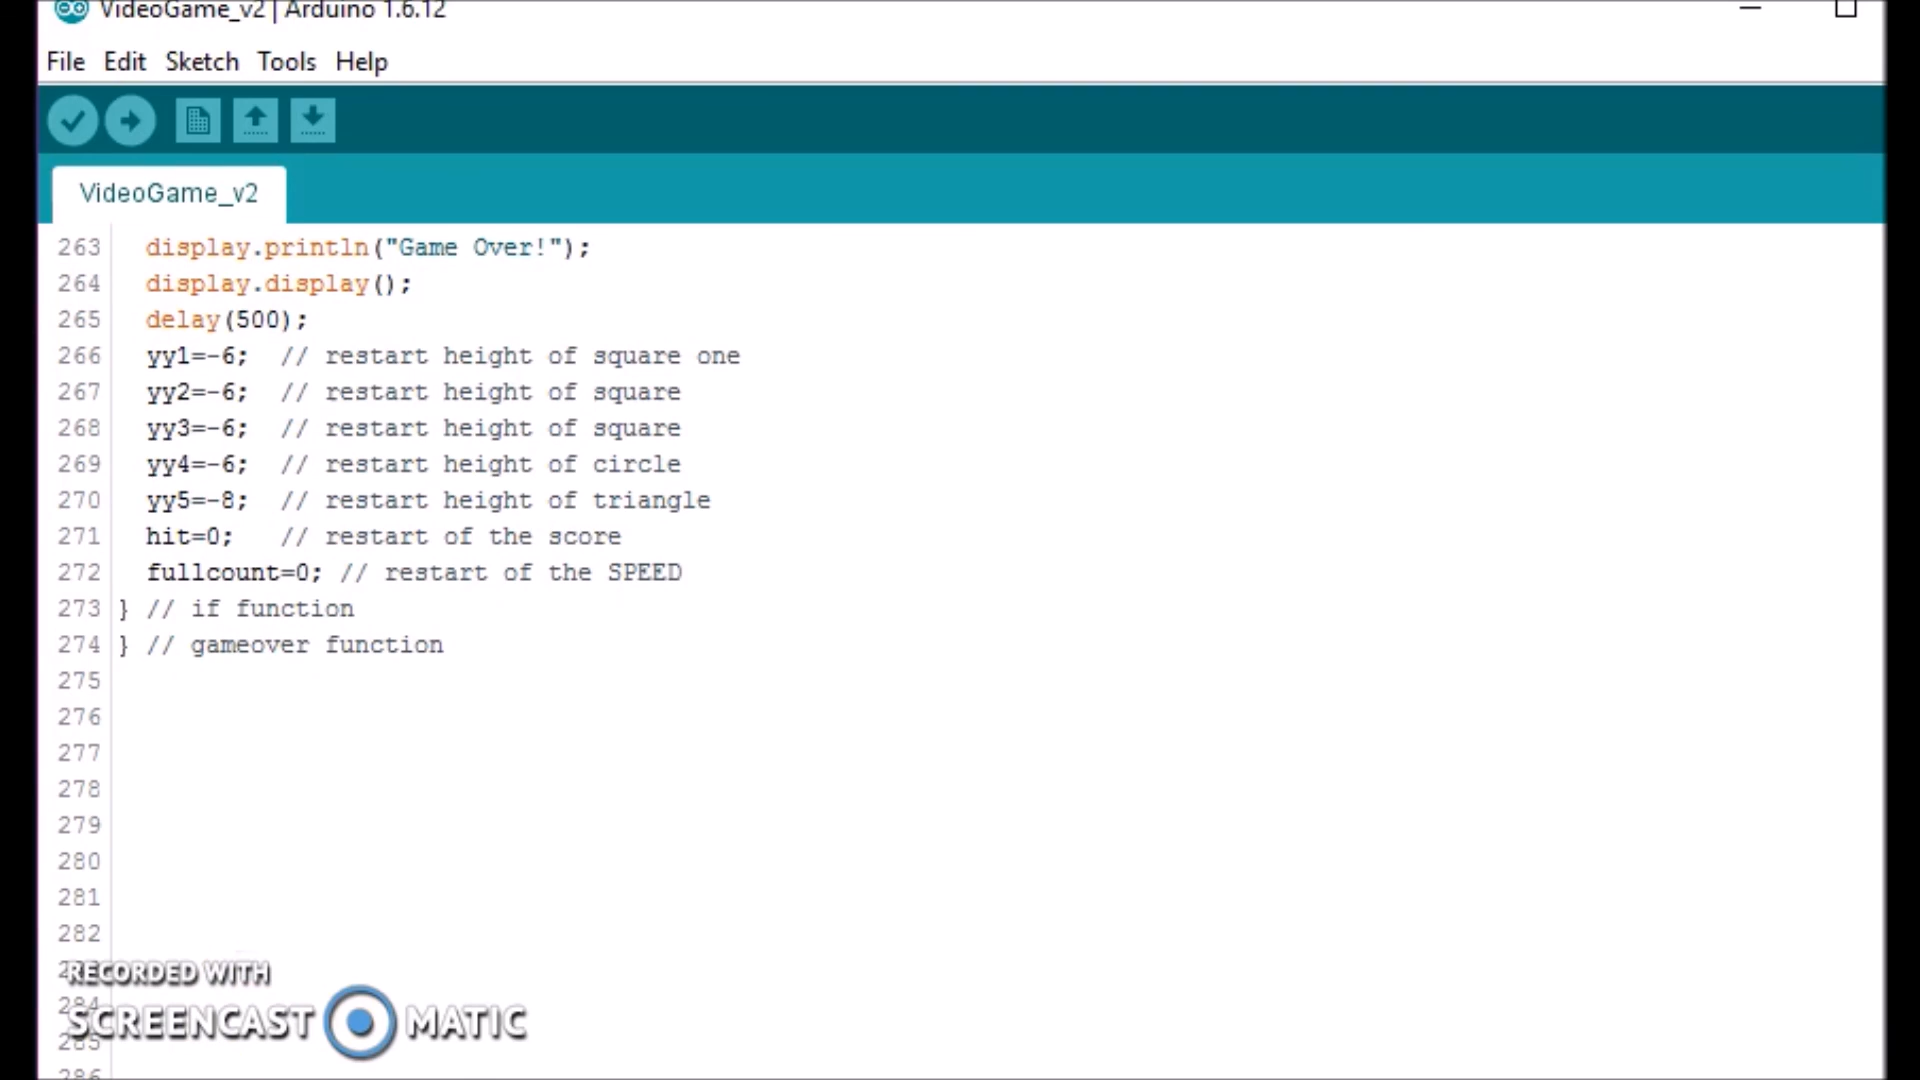 VideoGame_v2 | Arduino 1.6.12
File Edit Sketch Tools Help
VideoGame_v2
263 display.println("Game Over!");
264 display.display();
265 delay(500);
266 yy1=-6; // restart height of square one
267 yy2=-6; // restart height of square
268 yy3=-6; // restart height of square
269 yy4=-6; // restart height of circle
270 yy5=-8; // restart height of triangle
271 hit=0; // restart of the score
272 fullcount=0; // restart of the SPEED
273 } // if function
274 } // gameover function
275
276
277
278
279
280
281
282
RECORDED WITH
284
SCREENCAST MATIC
285
286